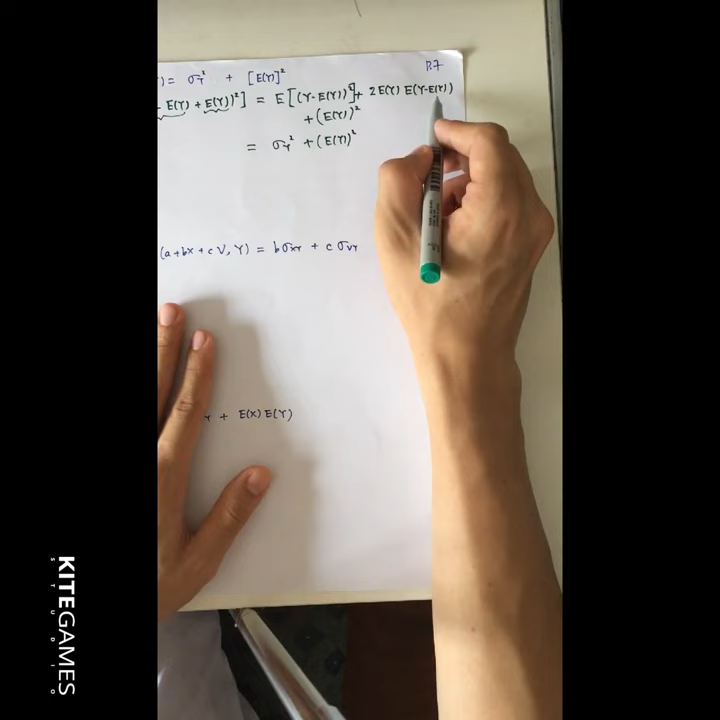 B7
) = σY² + [E(Y)]²
- E(Y) + E(Y))²] = E[(Y-E(Y))²] + 2E(Y) E(Y-E(Y))
+ (E(Y))²
= σY² + (E(Y))²
(a+bX+cV, Y) = bσXY + cσVY
Y + E(X)E(Y)
KITEGAMES
STUDIO